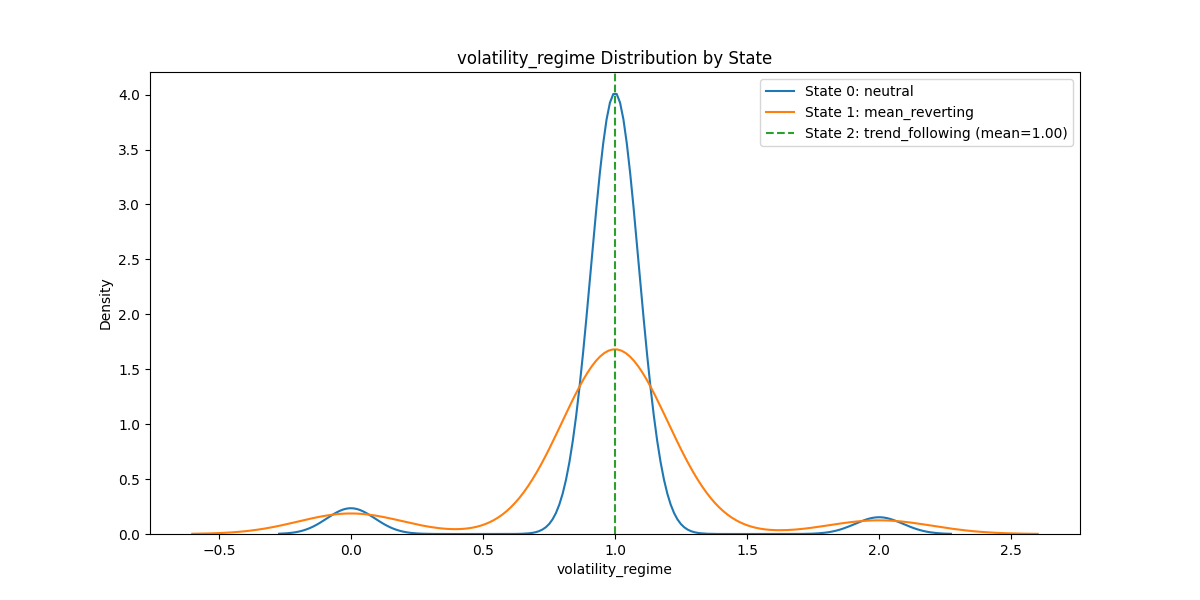 volatility_regime Distribution by State
State 0: neutral
State 1: mean_reverting
State 2: trend_following (mean=1.00)
Density
4.0
3.5
3.0
2.5
2.0
1.5
1.0
0.5
0.0
−0.5 0.0 0.5 1.0 1.5 2.0 2.5
volatility_regime